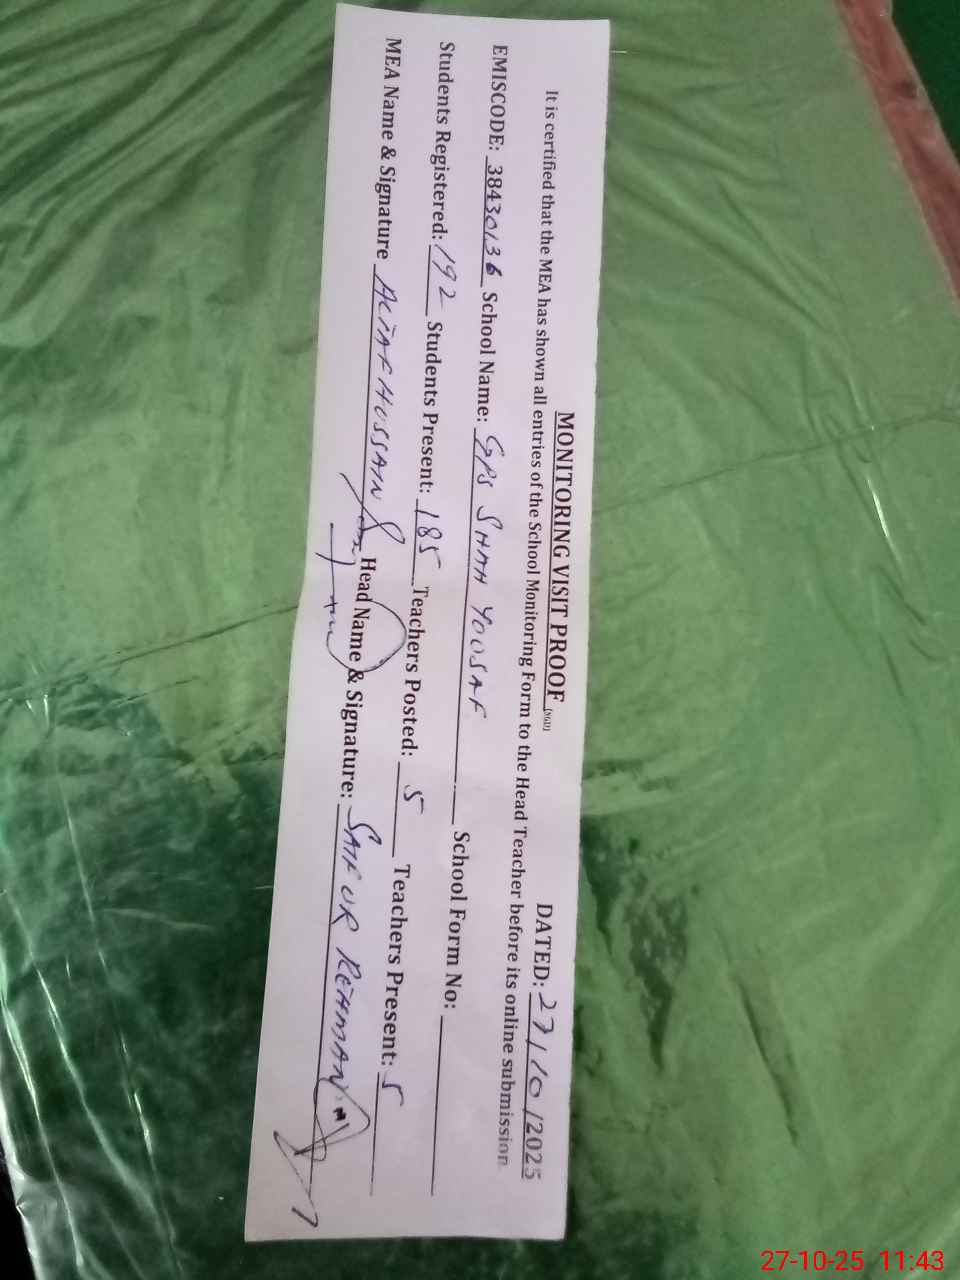 MONITORING VISIT PROOF (SGD)
DATED: 27/10/2025
It is certified that the MEA has shown all entries of the School Monitoring Form to the Head Teacher before its online submission
EMISCODE: 38430136 School Name: GPS SHAH YOOSAF School Form No:
Students Registered: 192 Students Present: 185 Teachers Posted: 5 Teachers Present: 5
MEA Name & Signature ALTAF HUSSAIN Head Name & Signature: SAIF UR REHMAN
27-10-25 11:43